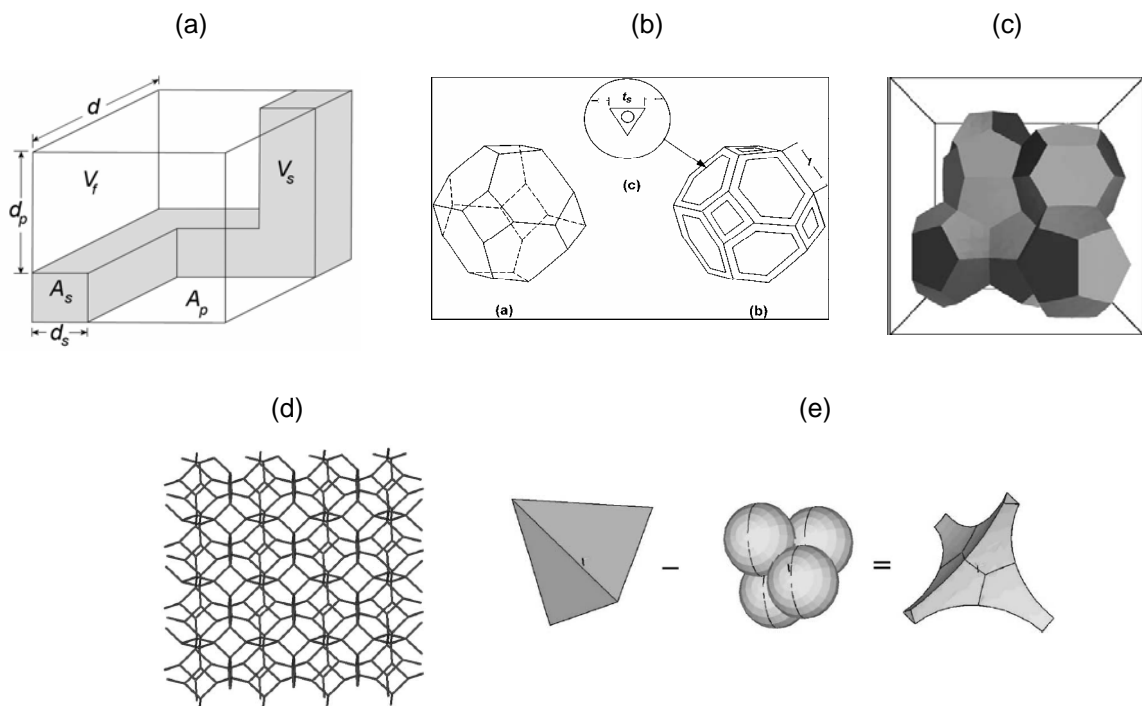 (a)
(b)
(c)
d
d_p
V_f
V_s
A_s
A_p
d_s
t_s
(c)
l
(a)
(b)
(d)
(e)
− =